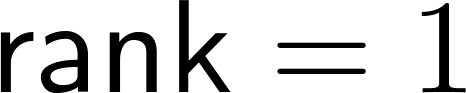 rank = 1